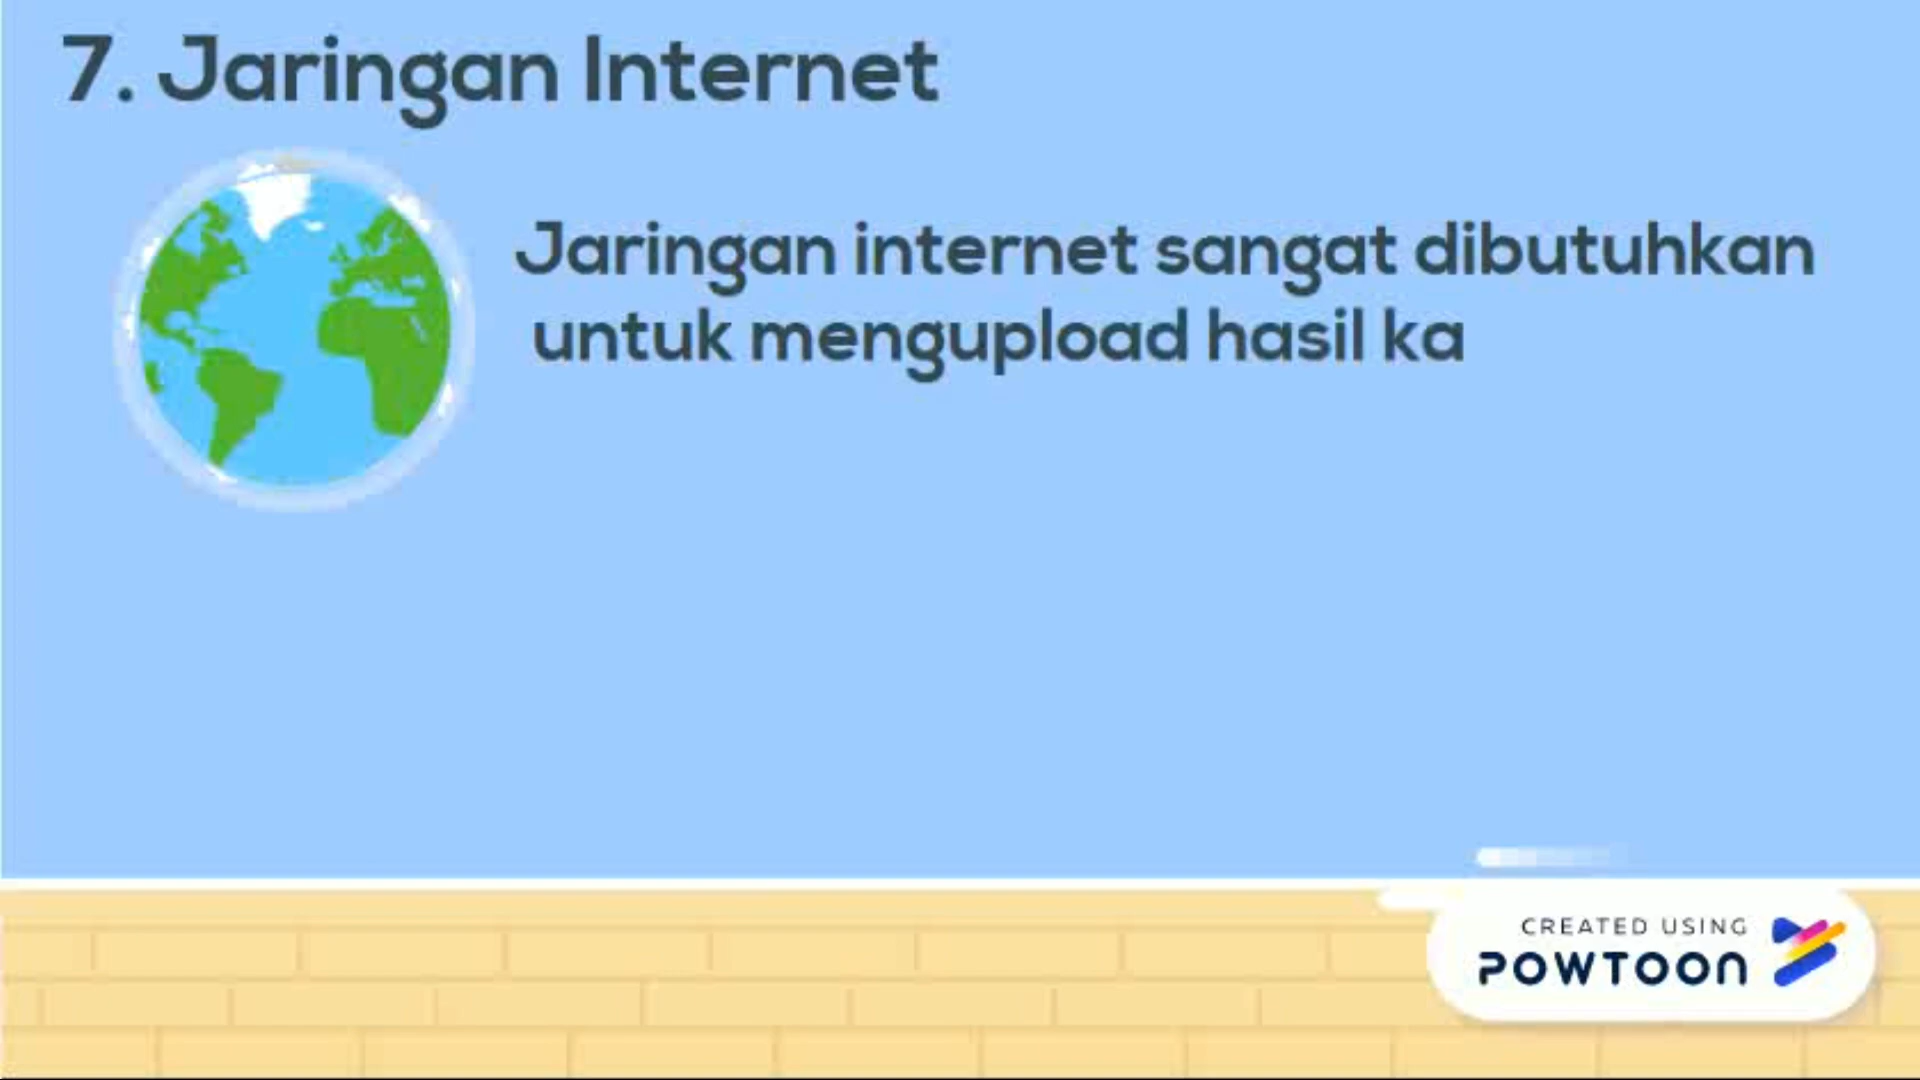 7. Jaringan Internet
Jaringan internet sangat dibutuhkan
untuk mengupload hasil ka
CREATED USING
POWTOON